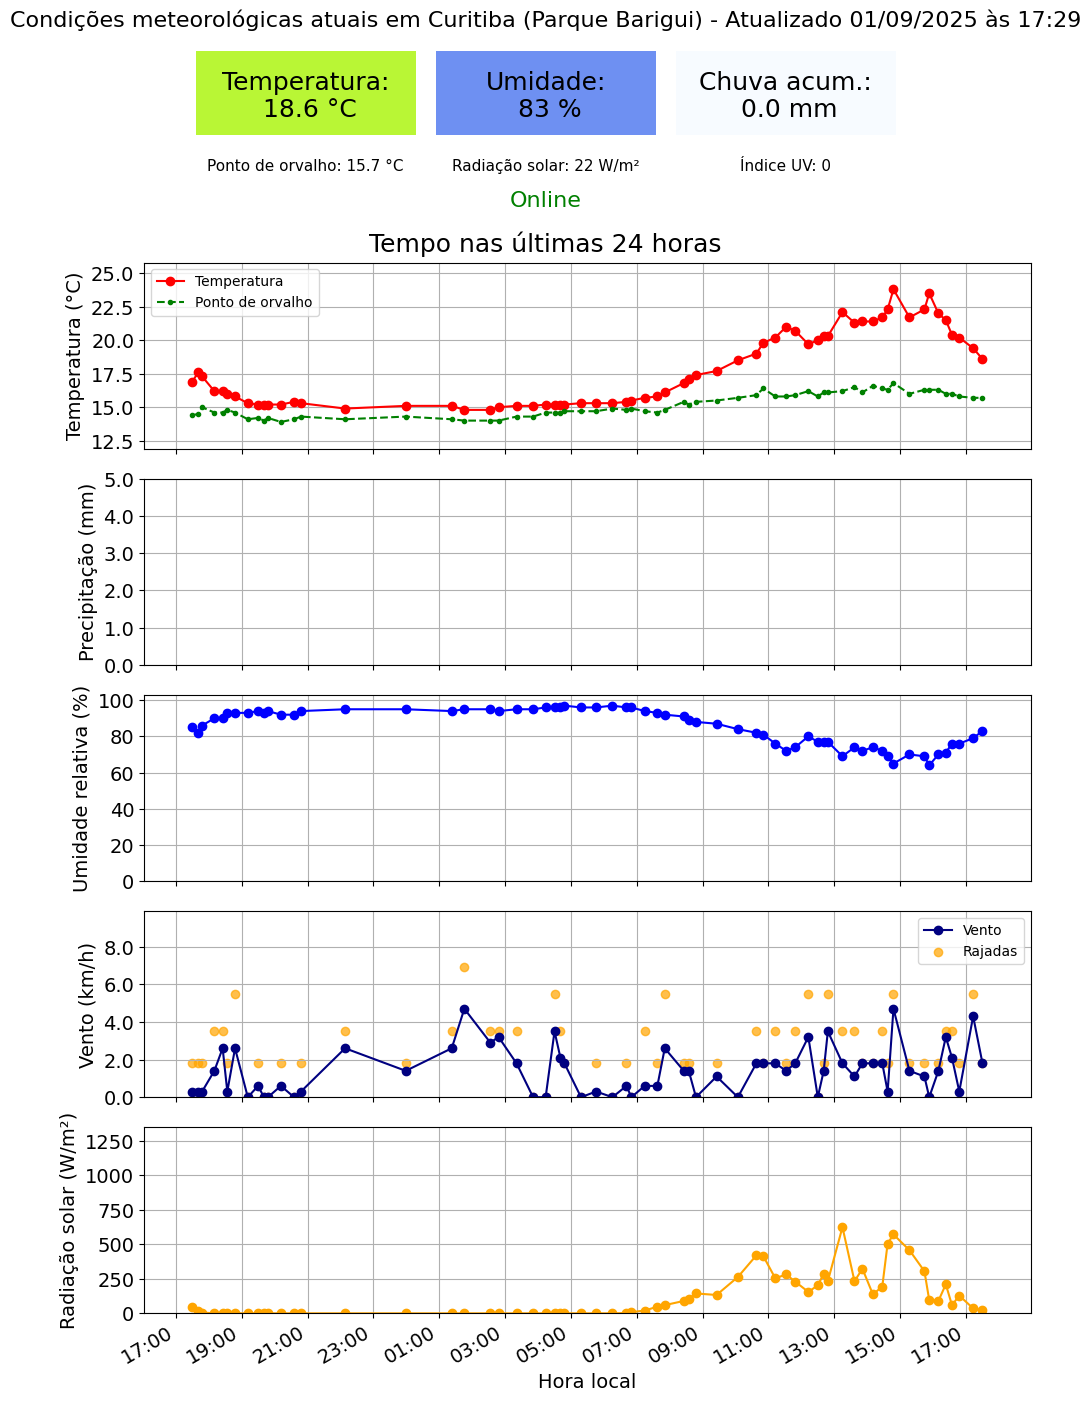 Condições meteorológicas atuais em Curitiba (Parque Barigui) - Atualizado 01/09/2025 às 17:29
Temperatura:
18.6 °C
Umidade:
83 %
Chuva acum.:
0.0 mm
Ponto de orvalho: 15.7 °C
Radiação solar: 22 W/m²
Índice UV: 0
Online
Tempo nas últimas 24 horas
Temperatura (°C)
25.0
22.5
20.0
17.5
15.0
12.5
Temperatura
Ponto de orvalho
Precipitação (mm)
5.0
4.0
3.0
2.0
1.0
0.0
Umidade relativa (%)
100
80
60
40
20
0
Vento (km/h)
8.0
6.0
4.0
2.0
0.0
Vento
Rajadas
Radiação solar (W/m²)
1250
1000
750
500
250
0
17:00
19:00
21:00
23:00
01:00
03:00
05:00
07:00
09:00
11:00
13:00
15:00
17:00
Hora local